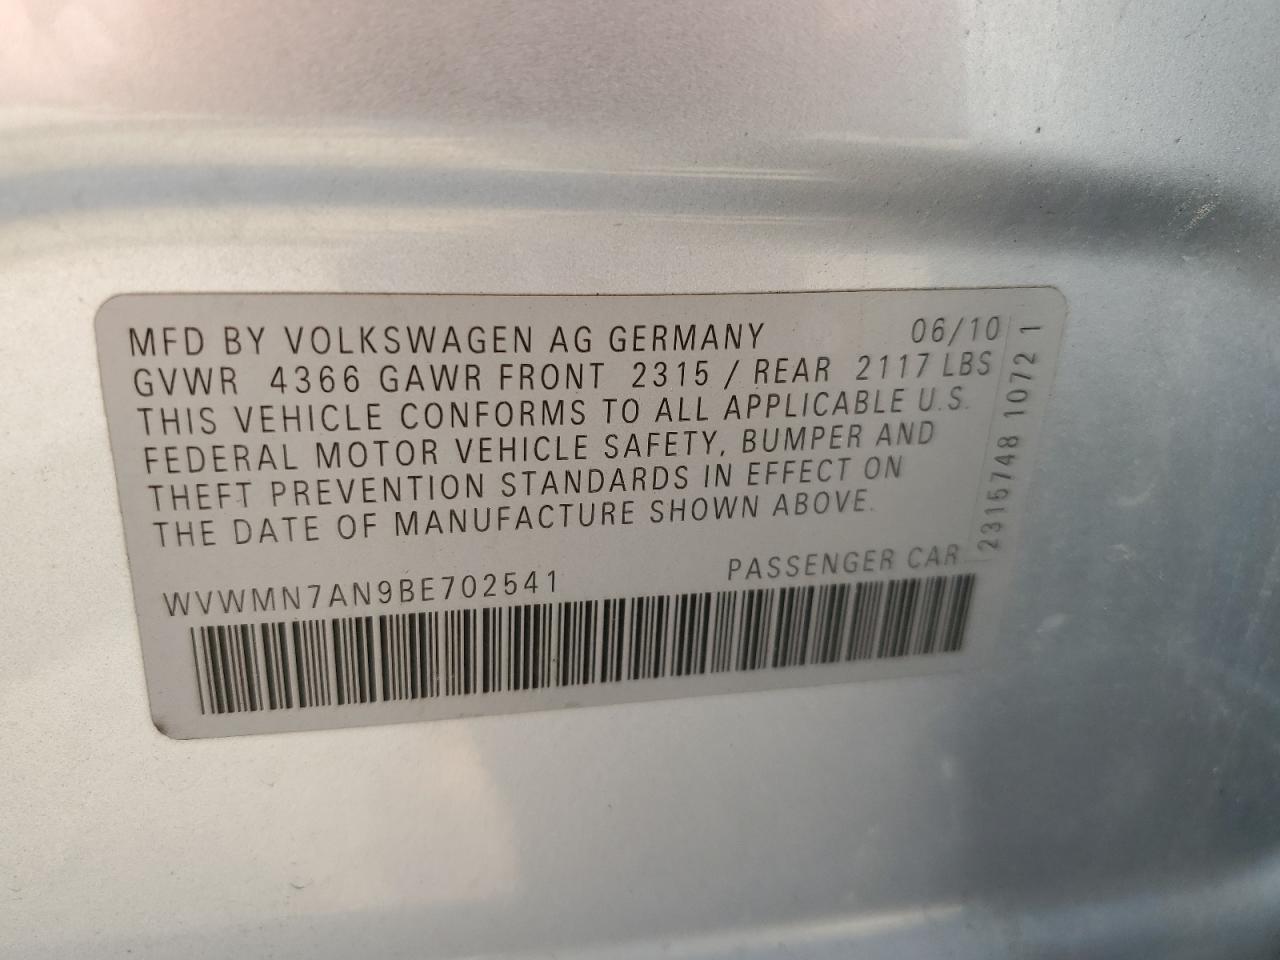 MFD BY VOLKSWAGEN AG GERMANY 06/10
GVWR 4366 GAWR FRONT 2315 / REAR 2117 LBS
THIS VEHICLE CONFORMS TO ALL APPLICABLE U.S.
FEDERAL MOTOR VEHICLE SAFETY, BUMPER AND
THEFT PREVENTION STANDARDS IN EFFECT ON
THE DATE OF MANUFACTURE SHOWN ABOVE.
WVWMN7AN9BE702541 PASSENGER CAR
2315748 1072 1